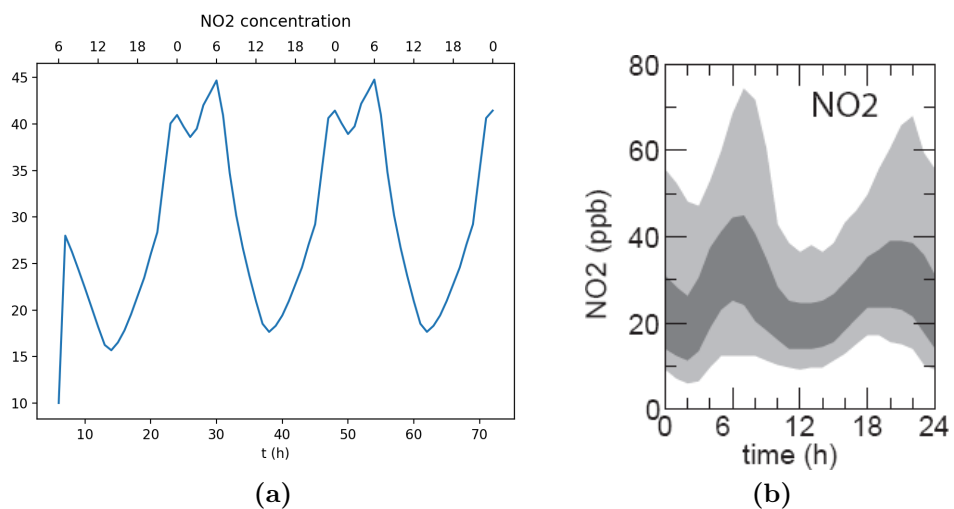 NO2 concentration
6 12 18 0 6 12 18 0 6 12 18 0
45
40
35
30
25
20
15
10
10 20 30 40 50 60 70
t (h)
(a)
80
60
40
20
0
NO2
NO2 (ppb)
0 6 12 18 24
time (h)
(b)